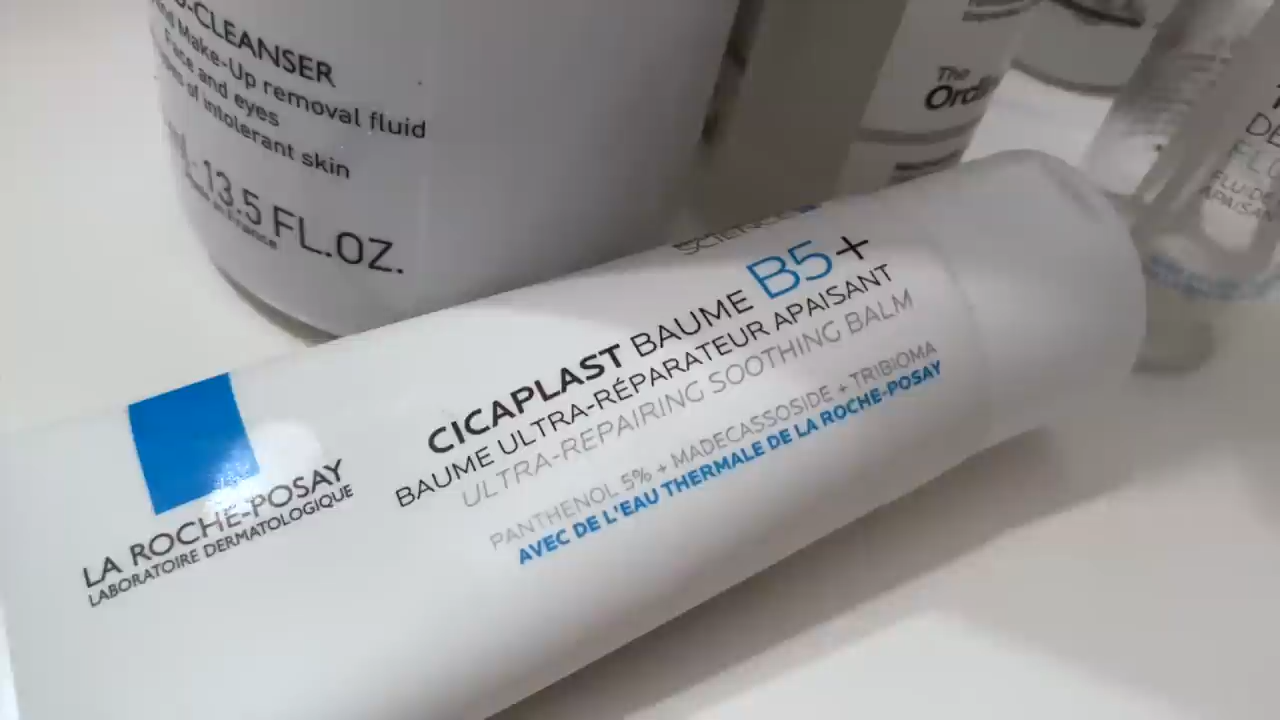 -CLEANSER
Make-Up removal fluid
Face and eyes
of intolerant skin
13.5 FL.OZ.
France
The
SCIENCE
CICAPLAST BAUME B5+
BAUME ULTRA-RÉPARATEUR APAISANT
ULTRA-REPAIRING SOOTHING BALM
PANTHENOL 5% + MADECASSOSIDE + TRIBIOMA
AVEC DE L'EAU THERMALE DE LA ROCHE-POSAY
LA ROCHE-POSAY
LABORATOIRE DERMATOLOGIQUE